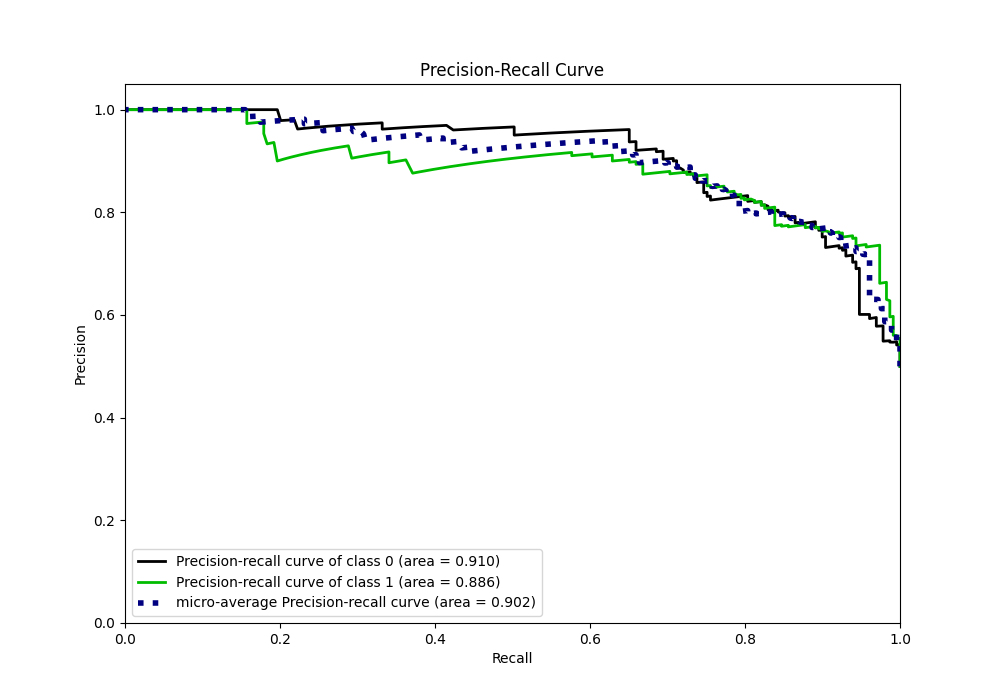 Precision-Recall Curve
1.0
0.8
0.6
0.4
0.2
0.0
Precision
Precision-recall curve of class 0 (area = 0.910)
Precision-recall curve of class 1 (area = 0.886)
micro-average Precision-recall curve (area = 0.902)
0.0 0.2 0.4 0.6 0.8 1.0
Recall